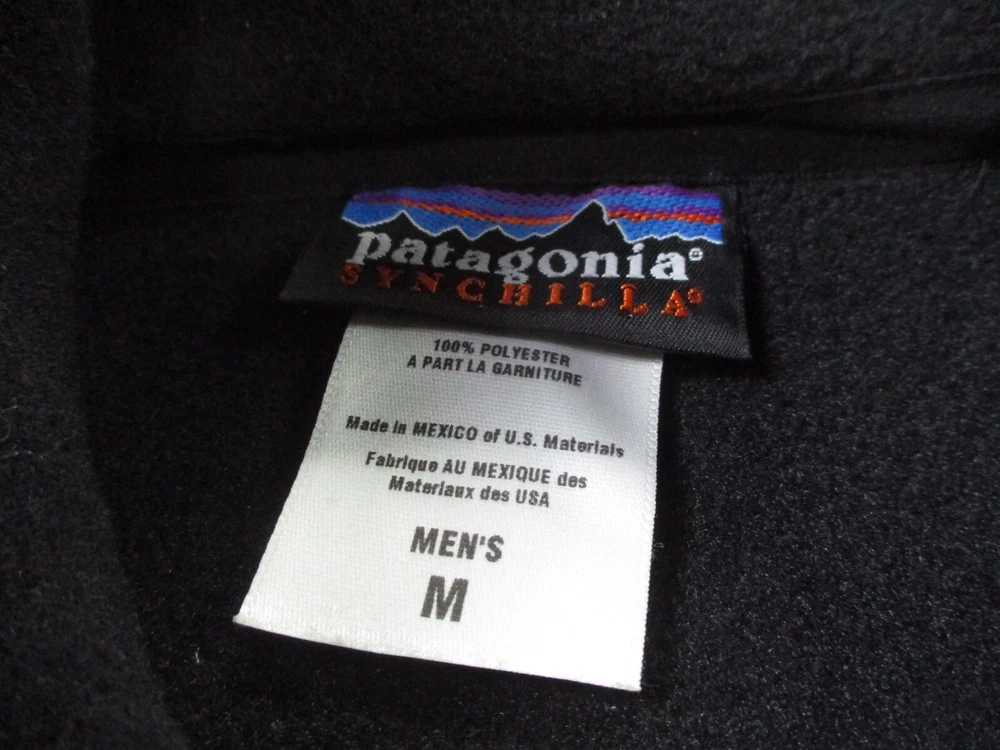 patagonia®
SYNCHILLA®
100% POLYESTER
A PART LA GARNITURE
Made in MEXICO of U.S. Materials
Fabrique AU MEXIQUE des
Materiaux des USA
MEN'S
M